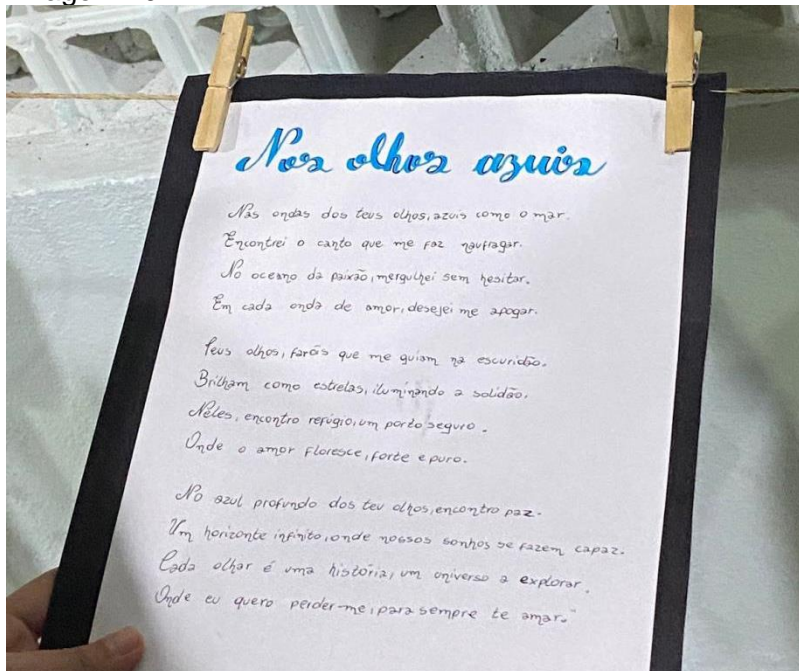 Nos olhos azuis
Nas ondas dos teus olhos, azuis como o mar.
Encontrei o canto que me faz naufragar.
No oceano da paixão, mergulhei sem hesitar.
Em cada onda de amor, desejei me apogar.
Teus olhos, faróis que me guiam na escuridão.
Brilham como estrelas, iluminando a solidão.
Neles, encontro refúgio, um porto seguro.
Onde o amor floresce, forte e puro.
No azul profundo dos teu olhos, encontro paz.
Um horizonte infinito, onde nossos sonhos se fazem capaz.
Cada olhar é uma história, um universo a explorar.
Onde eu quero perder-me, para sempre te amar."